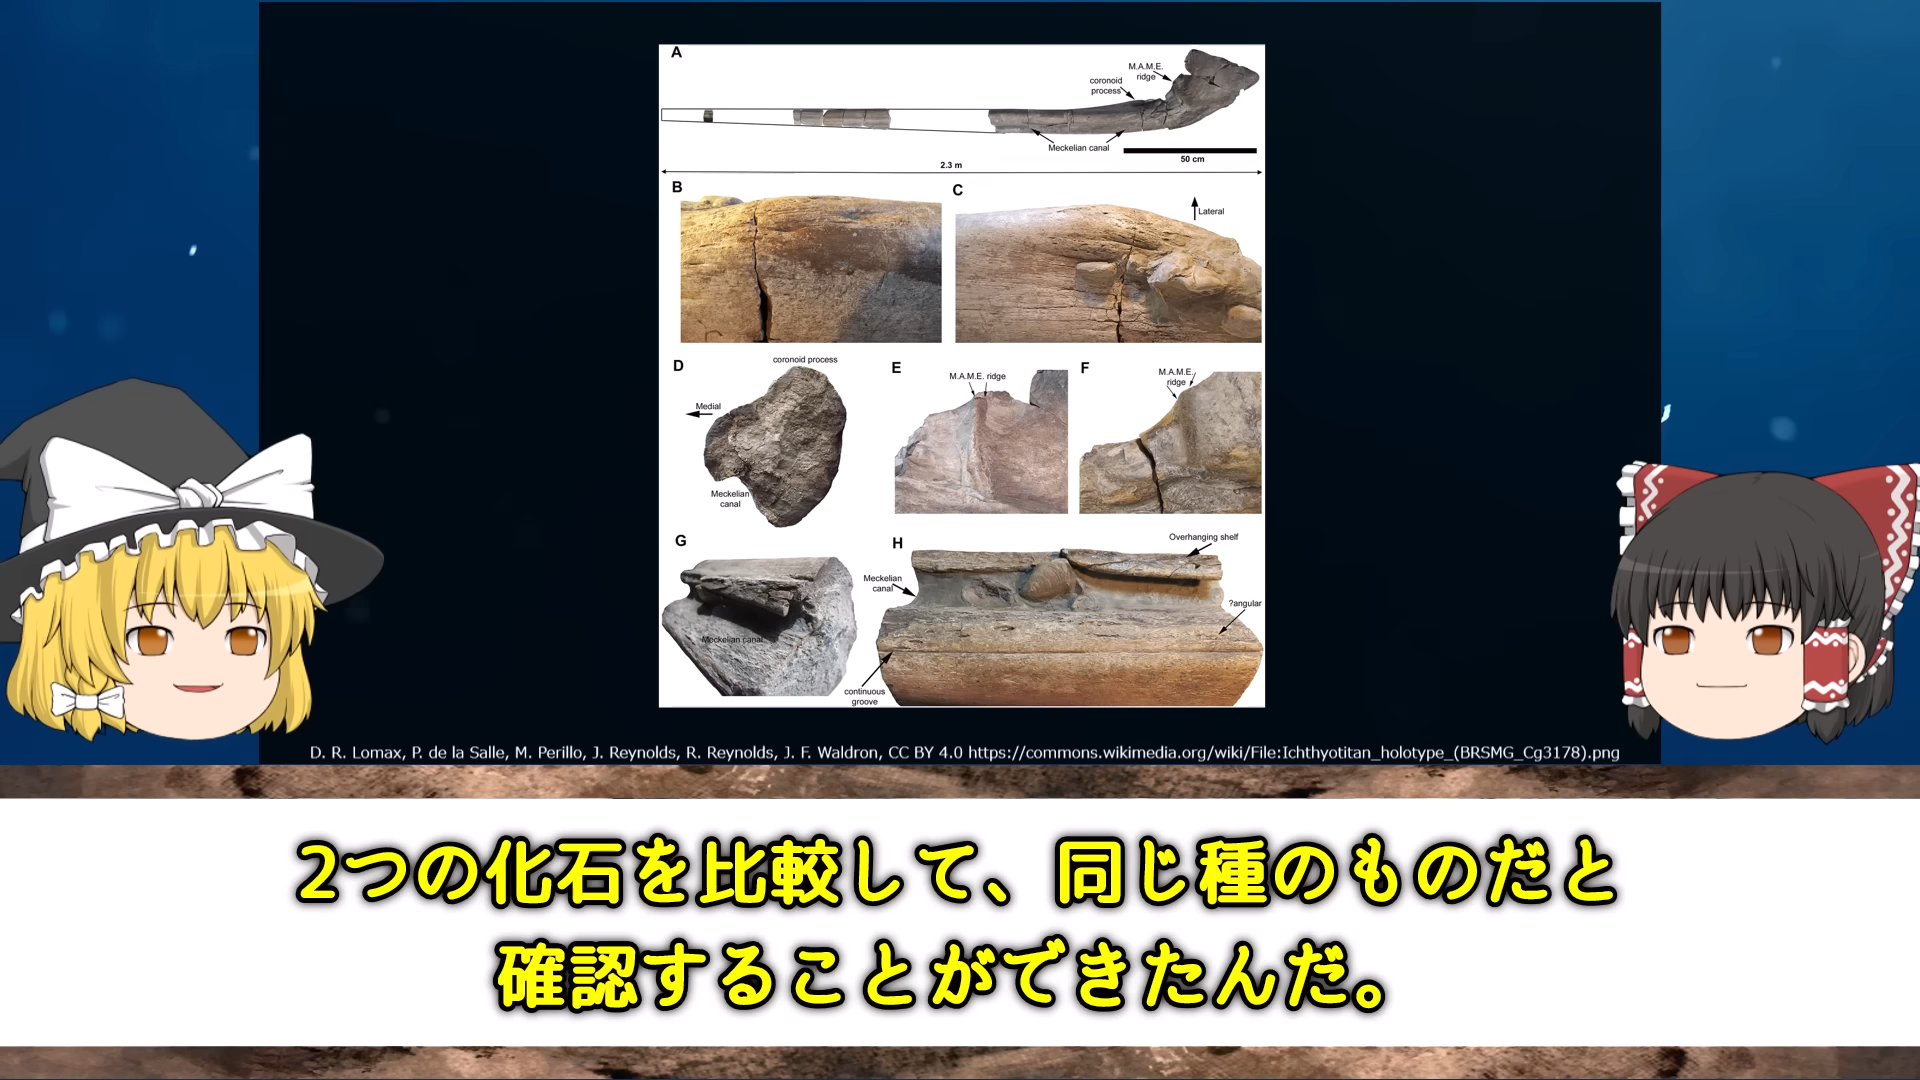 A
M.A.M.E.
ridge
coronoid
process
Meckelian canal
50 cm
2.3 m
B
C
Lateral
D
coronoid process
Medial
Meckelian
canal
E
M.A.M.E. ridge
F
M.A.M.E.
ridge
G
Meckelian canal
H
Overhanging shelf
Meckelian
canal
?angular
continuous
groove
D. R. Lomax, P. de la Salle, M. Perillo, J. Reynolds, R. Reynolds, J. F. Waldron, CC BY 4.0 https://commons.wikimedia.org/wiki/File:Ichthyotitan_holotype_(BRSMG_Cg3178).png
2つの化石を比較して、同じ種のものだと
確認することができたんだ。